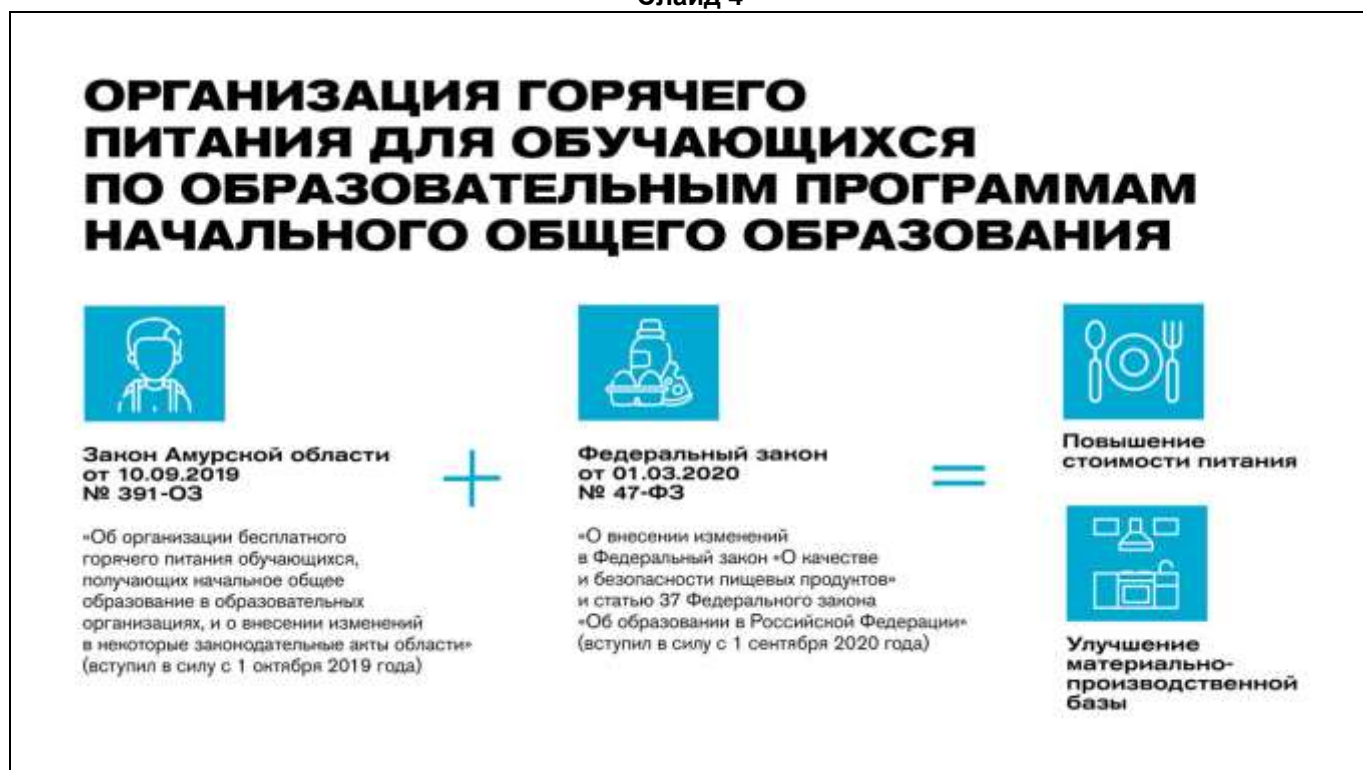 Слайд 4
ОРГАНИЗАЦИЯ ГОРЯЧЕГО
ПИТАНИЯ ДЛЯ ОБУЧАЮЩИХСЯ
ПО ОБРАЗОВАТЕЛЬНЫМ ПРОГРАММАМ
НАЧАЛЬНОГО ОБЩЕГО ОБРАЗОВАНИЯ
Закон Амурской области
от 10.09.2019
№ 391-ОЗ
«Об организации бесплатного
горячего питания обучающихся,
получающих начальное общее
образование в образовательных
организациях, и о внесении изменений
в некоторые законодательные акты области»
(вступил в силу с 1 октября 2019 года)
+
Федеральный закон
от 01.03.2020
№ 47-ФЗ
«О внесении изменений
в Федеральный закон «О качестве
и безопасности пищевых продуктов»
и статью 37 Федерального закона
«Об образовании в Российской Федерации»
(вступил в силу с 1 сентября 2020 года)
=
Повышение
стоимости питания
Улучшение
материально-
производственной
базы